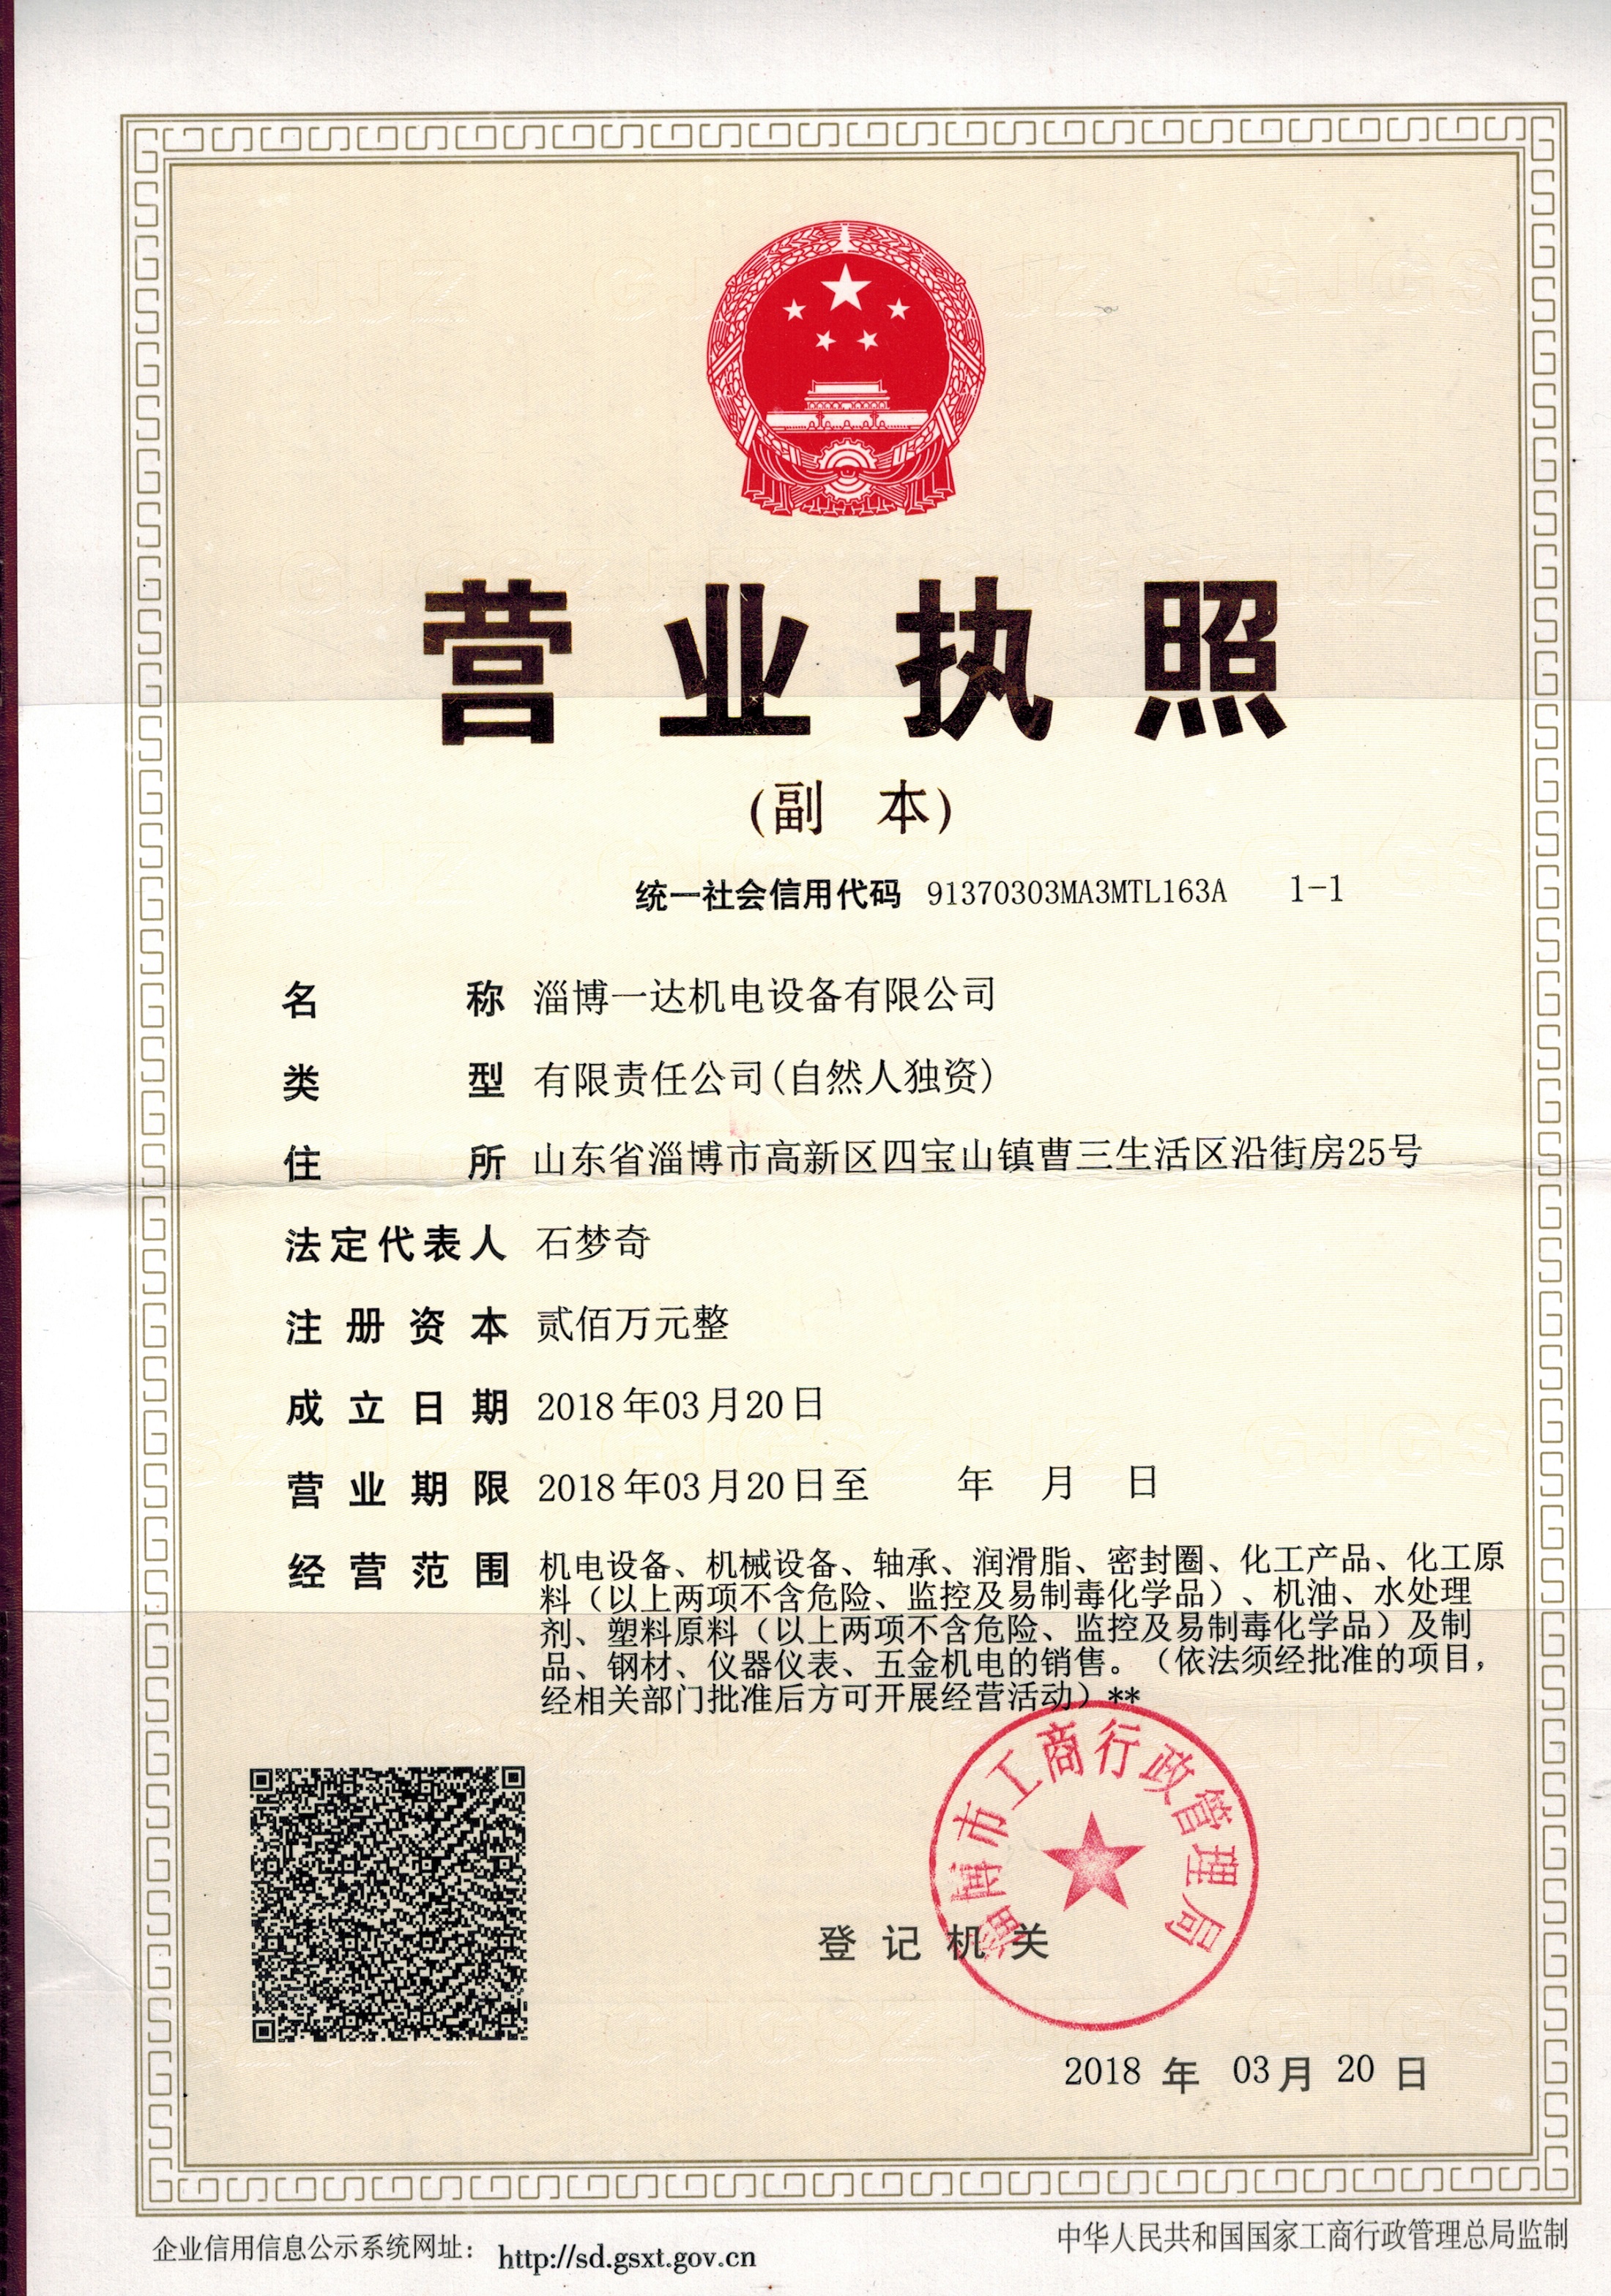 营业执照
(副 本)
统一社会信用代码 91370303MA3MTL163A 1-1
名称 淄博一达机电设备有限公司
类型 有限责任公司(自然人独资)
住所 山东省淄博市高新区四宝山镇曹三生活区沿街房25号
法定代表人 石梦奇
注册资本 贰佰万元整
成立日期 2018年03月20日
营业期限 2018年03月20日至 年 月 日
经营范围 机电设备、机械设备、轴承、润滑脂、密封圈、化工产品、化工原
料（以上两项不含危险、监控及易制毒化学品）、机油、水处理
剂、塑料原料（以上两项不含危险、监控及易制毒化学品）及制
品、钢材、仪器仪表、五金机电的销售。（依法须经批准的项目，
经相关部门批准后方可开展经营活动）**
淄博市工商行政管理局
登记机关
2018 年 03月 20 日
企业信用信息公示系统网址： http://sd.gsxt.gov.cn
中华人民共和国国家工商行政管理总局监制